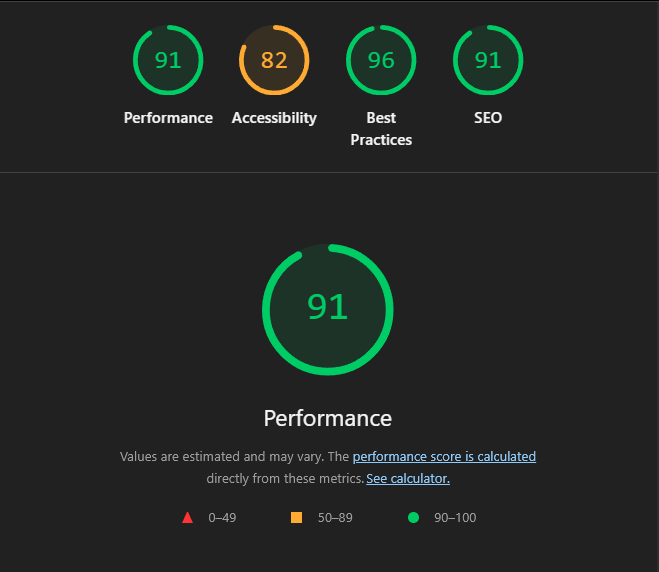 91 82 96 91
Performance Accessibility Best Practices SEO
91
Performance
Values are estimated and may vary. The performance score is calculated
directly from these metrics. See calculator.
0–49 50–89 90–100